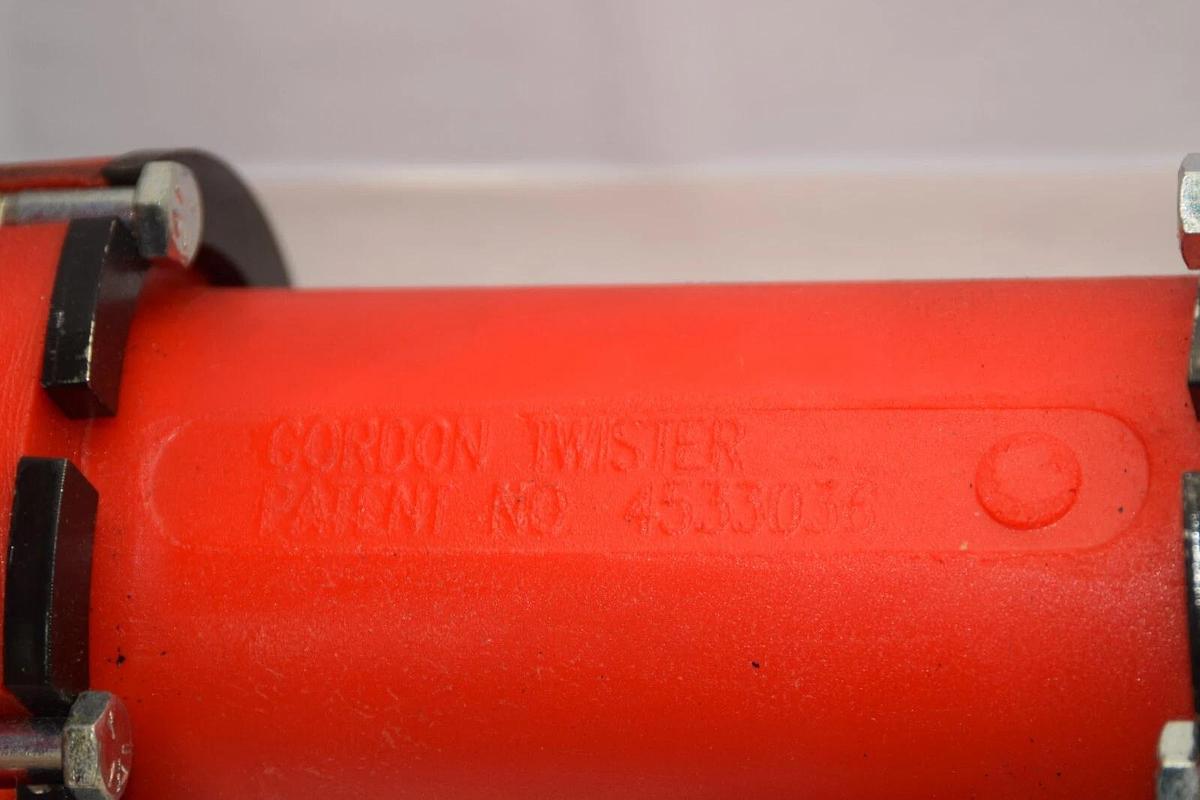 GORDON TWISTER
PATENT NO 4533036